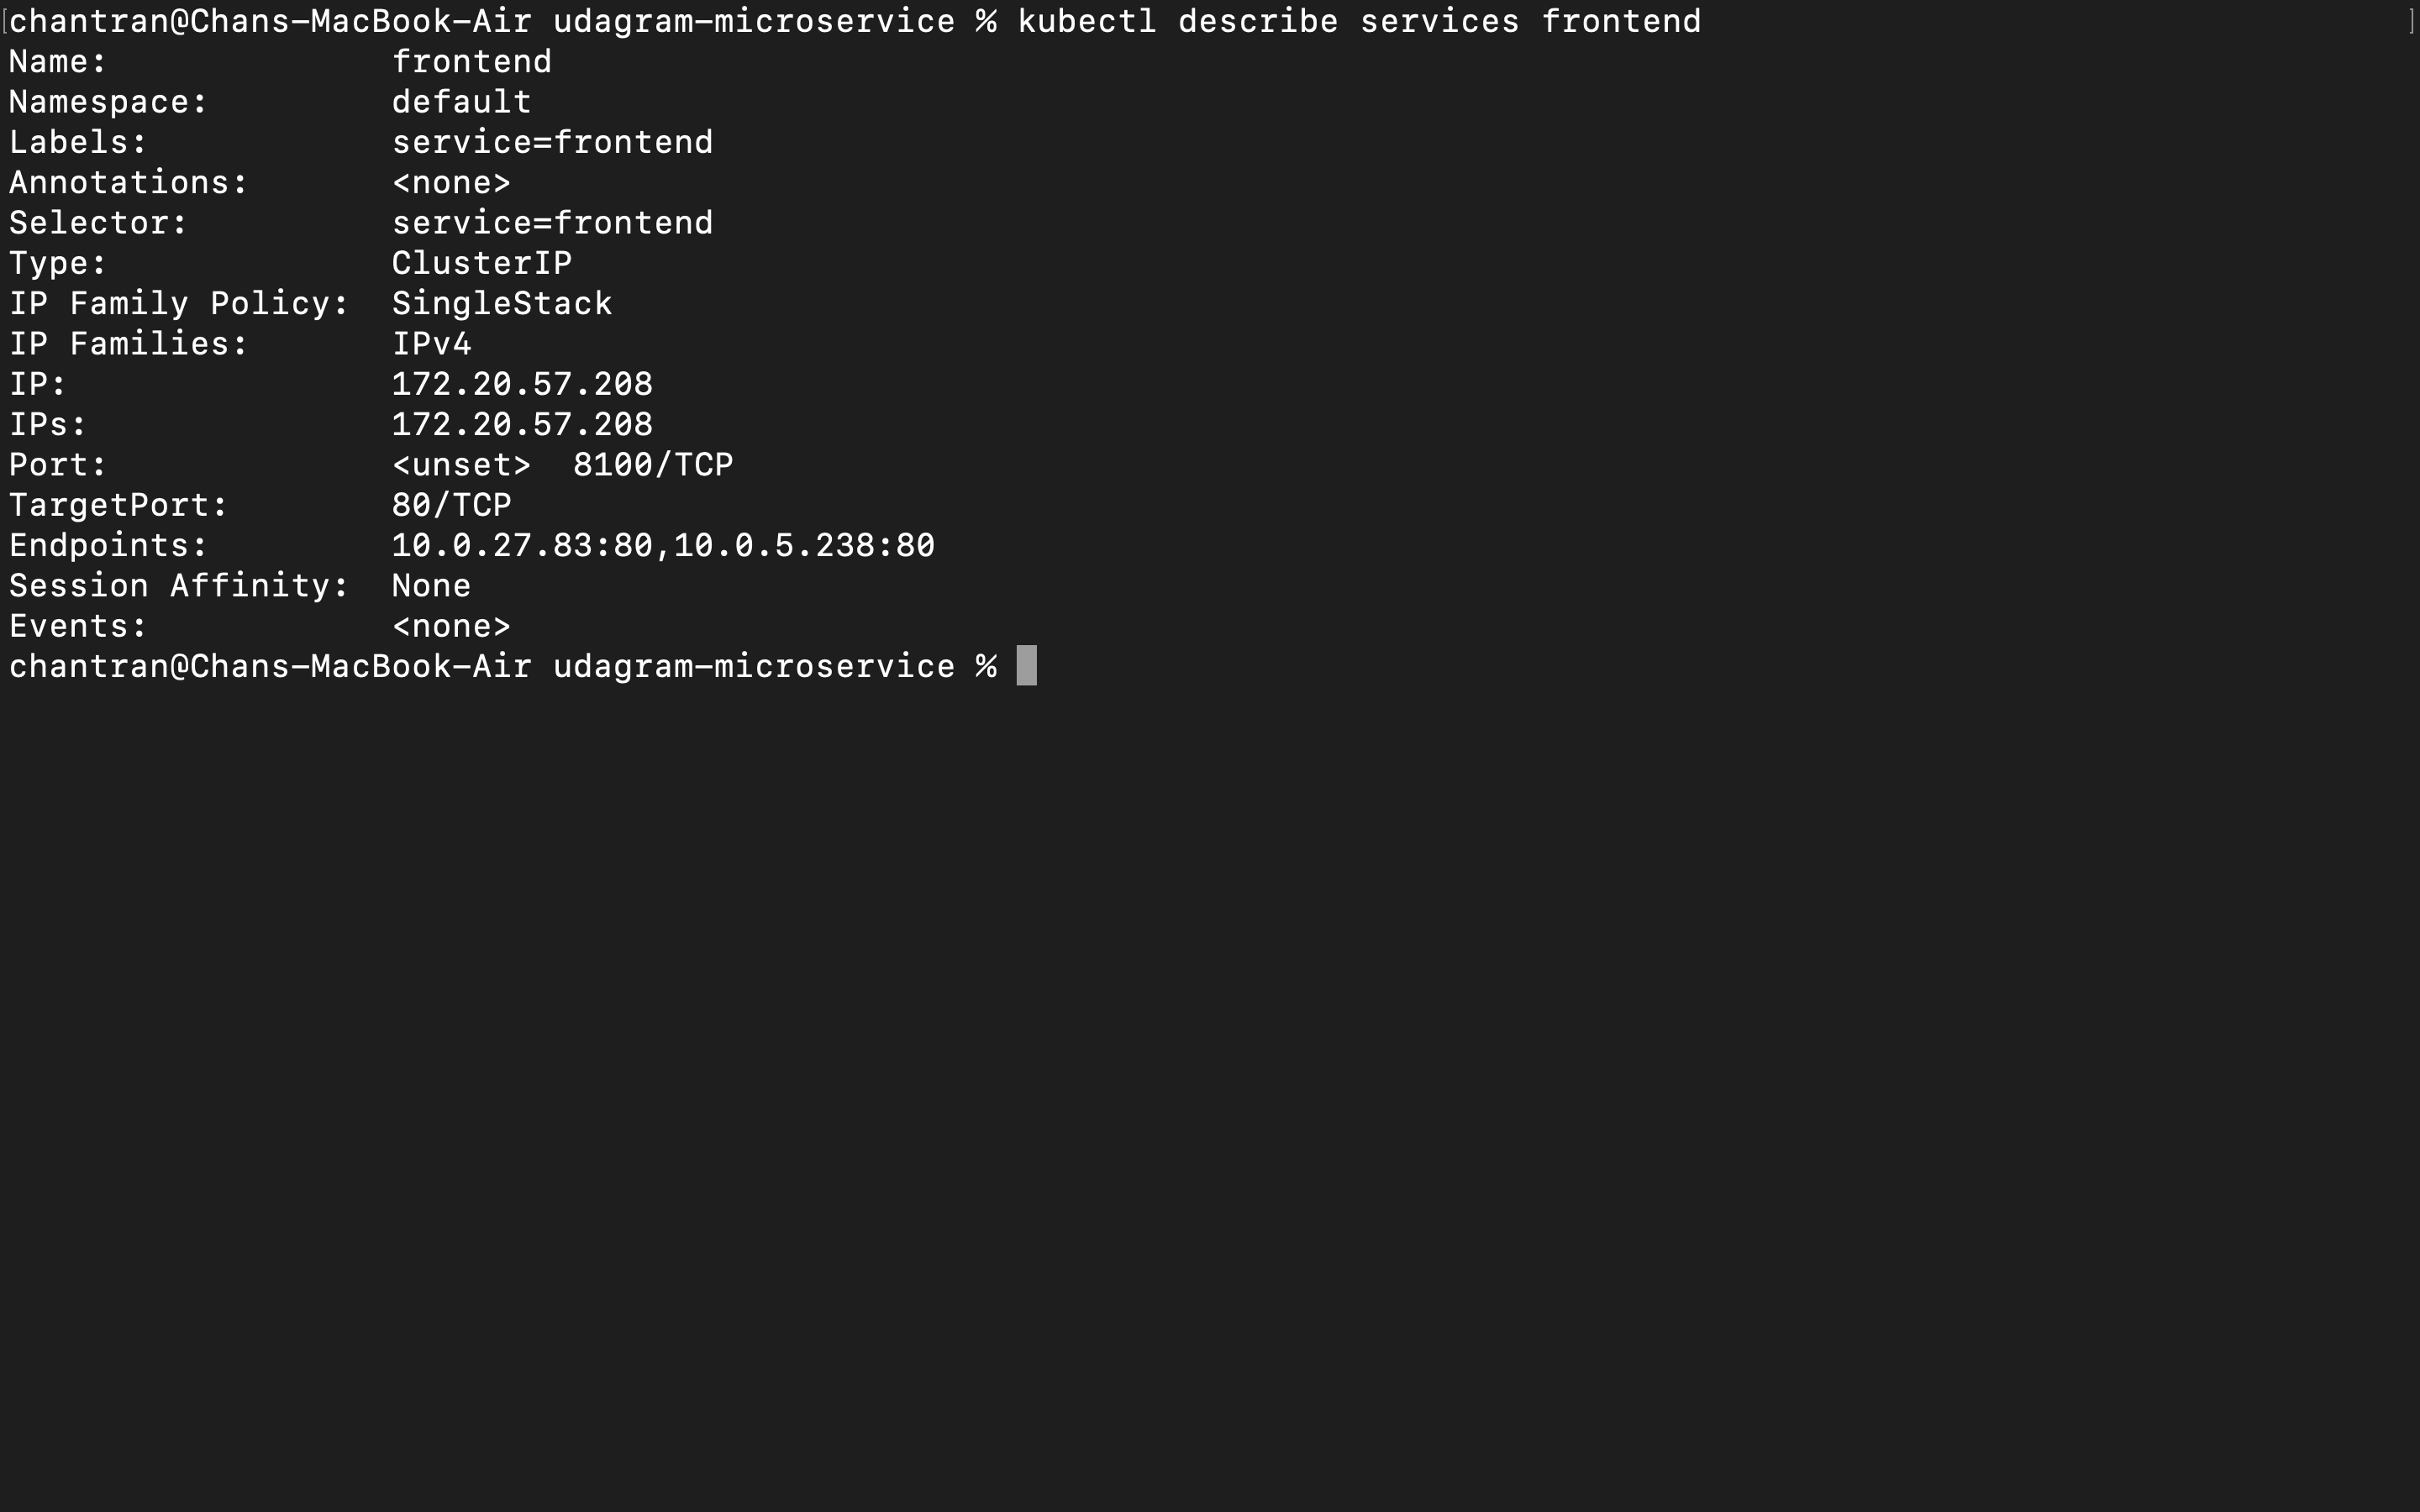 [chantran@Chans-MacBook-Air udagram-microservice % kubectl describe services frontend ]
Name:              frontend
Namespace:         default
Labels:            service=frontend
Annotations:       <none>
Selector:          service=frontend
Type:              ClusterIP
IP Family Policy:  SingleStack
IP Families:       IPv4
IP:                172.20.57.208
IPs:               172.20.57.208
Port:              <unset>  8100/TCP
TargetPort:        80/TCP
Endpoints:         10.0.27.83:80,10.0.5.238:80
Session Affinity:  None
Events:            <none>
chantran@Chans-MacBook-Air udagram-microservice %